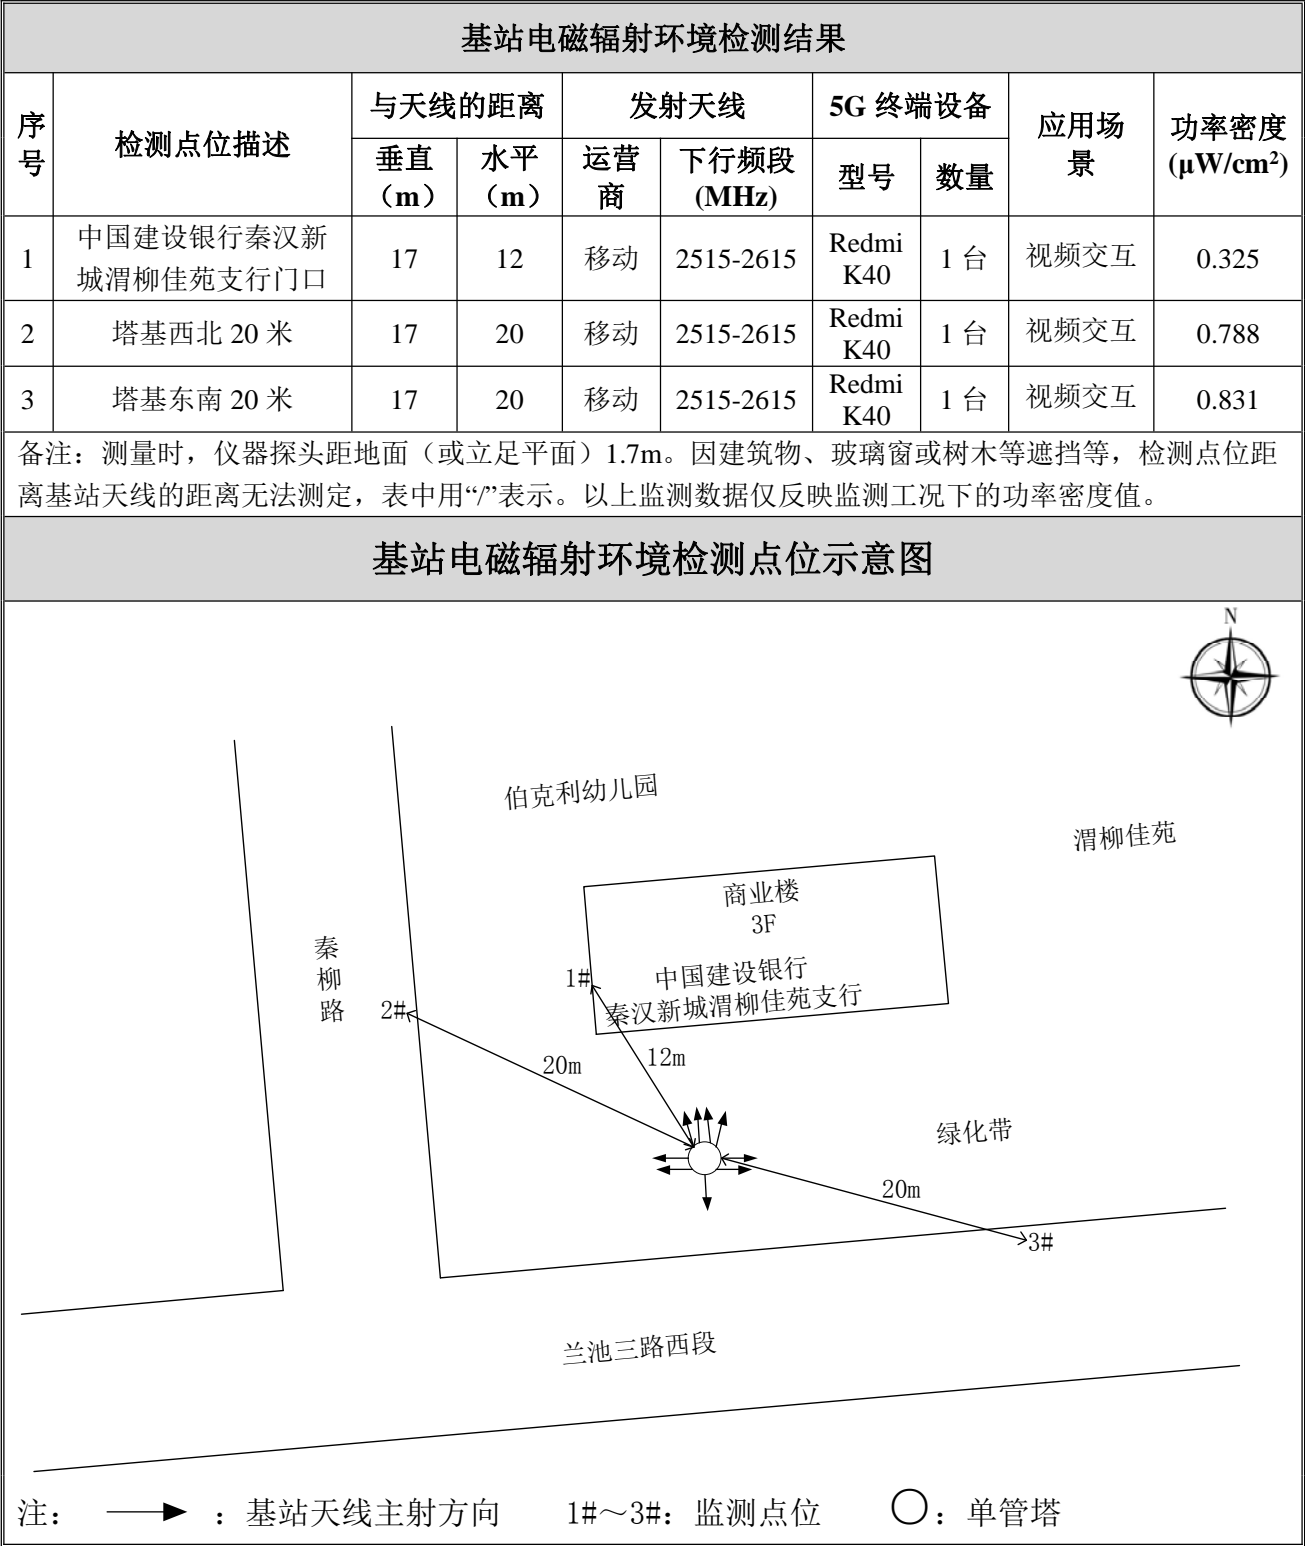 基站电磁辐射环境检测结果
序号 检测点位描述 与天线的距离 发射天线 5G 终端设备 应用场景 功率密度(μW/cm²)
垂直（m） 水平（m） 运营商 下行频段(MHz) 型号 数量
1 中国建设银行秦汉新城渭柳佳苑支行门口 17 12 移动 2515-2615 Redmi K40 1 台 视频交互 0.325
2 塔基西北 20 米 17 20 移动 2515-2615 Redmi K40 1 台 视频交互 0.788
3 塔基东南 20 米 17 20 移动 2515-2615 Redmi K40 1 台 视频交互 0.831
备注：测量时，仪器探头距地面（或立足平面）1.7m。因建筑物、玻璃窗或树木等遮挡等，检测点位距
离基站天线的距离无法测定，表中用“/”表示。以上监测数据仅反映监测工况下的功率密度值。
基站电磁辐射环境检测点位示意图
N
伯克利幼儿园
渭柳佳苑
商业楼
3F
秦柳路
1#
中国建设银行
秦汉新城渭柳佳苑支行
2#
20m
12m
绿化带
20m
3#
兰池三路西段
注： ：基站天线主射方向 1#～3#：监测点位 ：单管塔